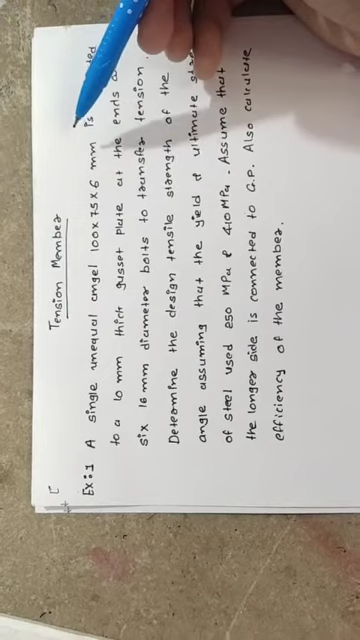 Tension Member
Ex:1 A single unequal angel 100x75x6 mm is
to a 10 mm thick gusset plate at the ends
six 16 mm diameter bolts to transfer tension.
Determine the design tensile strength of the
angle assuming that the yield & ultimate
of steel used 250 MPa & 410 MPa. Assume that
the longer side is connected to G.P. Also calculate
efficiency of the member.